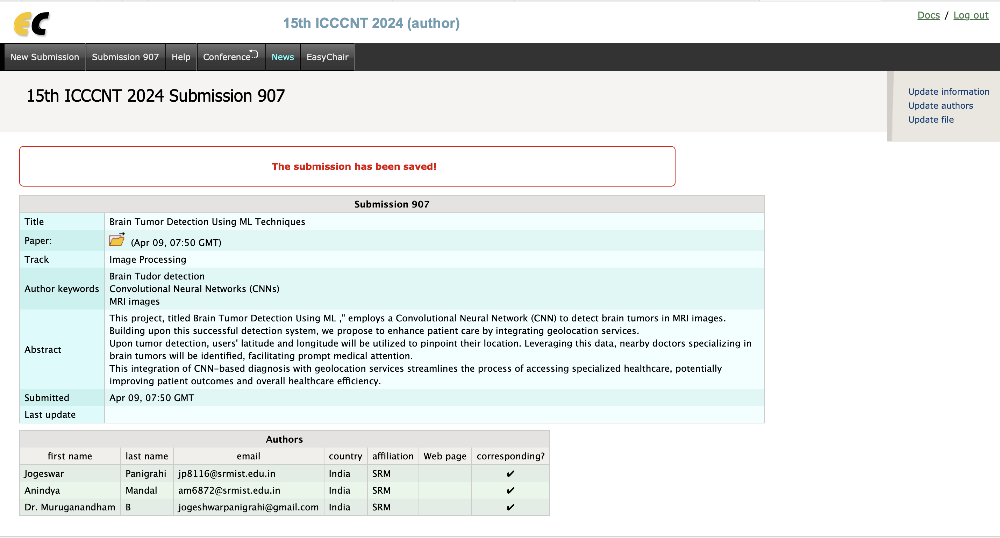 EC
15th ICCCNT 2024 (author)
Docs / Log out
New Submission Submission 907 Help Conference News EasyChair
15th ICCCNT 2024 Submission 907
Update information
Update authors
Update file
The submission has been saved!
Submission 907
Title Brain Tumor Detection Using ML Techniques
Paper: (Apr 09, 07:50 GMT)
Track Image Processing
Author keywords Brain Tudor detection
Convolutional Neural Networks (CNNs)
MRI images
Abstract This project, titled Brain Tumor Detection Using ML ," employs a Convolutional Neural Network (CNN) to detect brain tumors in MRI images.
Building upon this successful detection system, we propose to enhance patient care by integrating geolocation services.
Upon tumor detection, users' latitude and longitude will be utilized to pinpoint their location. Leveraging this data, nearby doctors specializing in
brain tumors will be identified, facilitating prompt medical attention.
This integration of CNN-based diagnosis with geolocation services streamlines the process of accessing specialized healthcare, potentially
improving patient outcomes and overall healthcare efficiency.
Submitted Apr 09, 07:50 GMT
Last update
Authors
first name last name email country affiliation Web page corresponding?
Jogeswar Panigrahi jp8116@srmist.edu.in India SRM ✔
Anindya Mandal am6872@srmist.edu.in India SRM ✔
Dr. Muruganandham B jogeshwarpanigrahi@gmail.com India SRM ✔